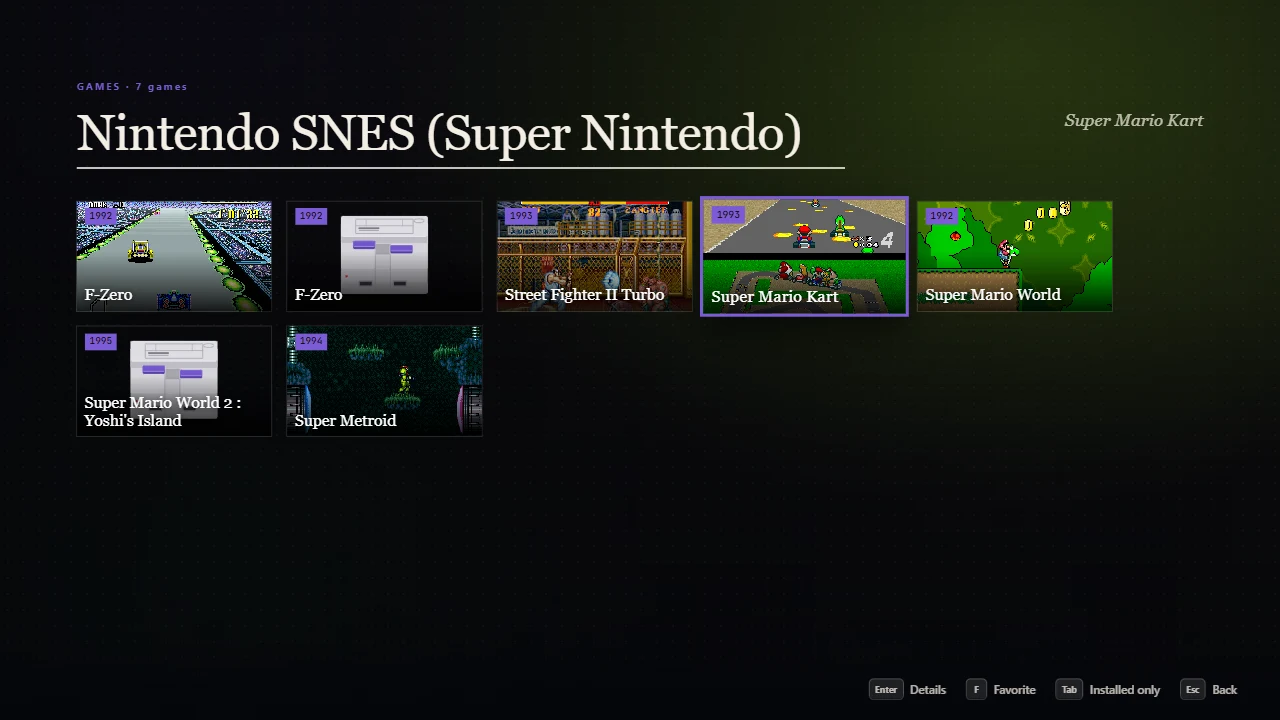 GAMES · 7 games
Nintendo SNES (Super Nintendo)
Super Mario Kart
1992
F-Zero
1992
F-Zero
1993
82
Street Fighter II Turbo
1993
4
Super Mario Kart
1992
Super Mario World
1995
Super Mario World 2 :
Yoshi's Island
1994
Super Metroid
Enter Details F Favorite Tab Installed only Esc Back